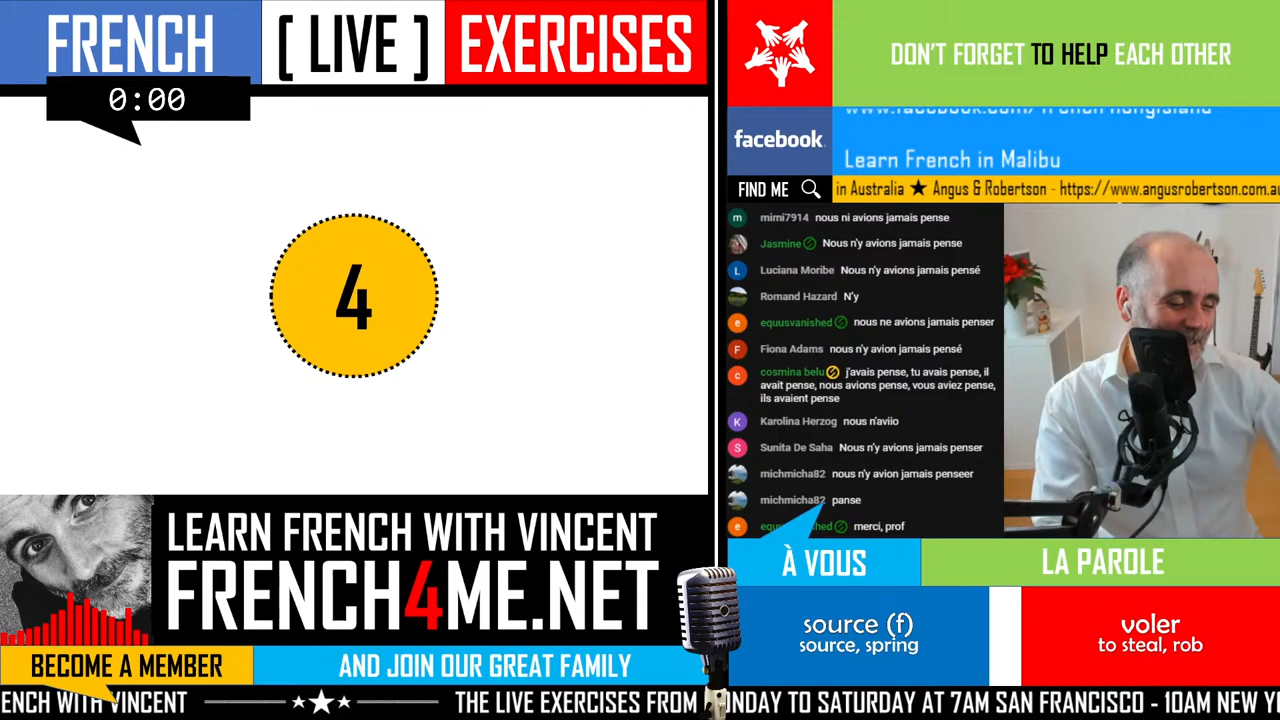 FRENCH [ LIVE ] EXERCISES
0:00
4
LEARN FRENCH WITH VINCENT
FRENCH4ME.NET
BECOME A MEMBER
AND JOIN OUR GREAT FAMILY
DON'T FORGET TO HELP EACH OTHER
facebook.
Learn French in Malibu
FIND ME
in Australia ★ Angus & Robertson - https://www.angusrobertson.com.au
m mimi7914 nous ni avions jamais pense
Jasmine Nous n'y avions jamais pense
L Luciana Moribe Nous n'y avions jamais pensé
Romand Hazard N'y
e equusvanished nous ne avions jamais penser
F Fiona Adams nous n'y avion jamais pensé
c cosmina belu j'avais pense, tu avais pense, il
avait pense, nous avions pense, vous aviez pense,
ils avaient pense
K Karolina Herzog nous n'aviio
S Sunita De Saha Nous n'y avions jamais penser
michmicha82 nous n'y avion jamais penseer
michmicha82 panse
e merci, prof
À VOUS
LA PAROLE
source (f)
source, spring
voler
to steal, rob
ENCH WITH VINCENT ★ THE LIVE EXERCISES FROM MONDAY TO SATURDAY AT 7AM SAN FRANCISCO - 10AM NEW Y